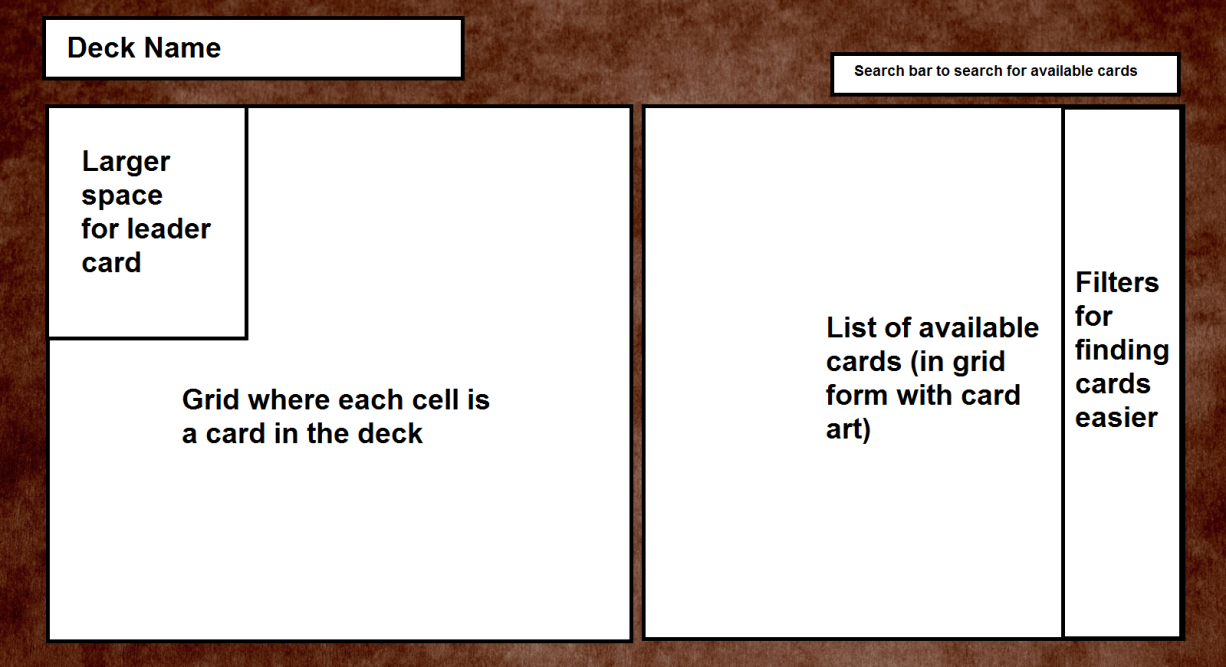 Deck Name
Search bar to search for available cards
Larger
space
for leader
card
Grid where each cell is
a card in the deck
List of available
cards (in grid
form with card
art)
Filters
for
finding
cards
easier